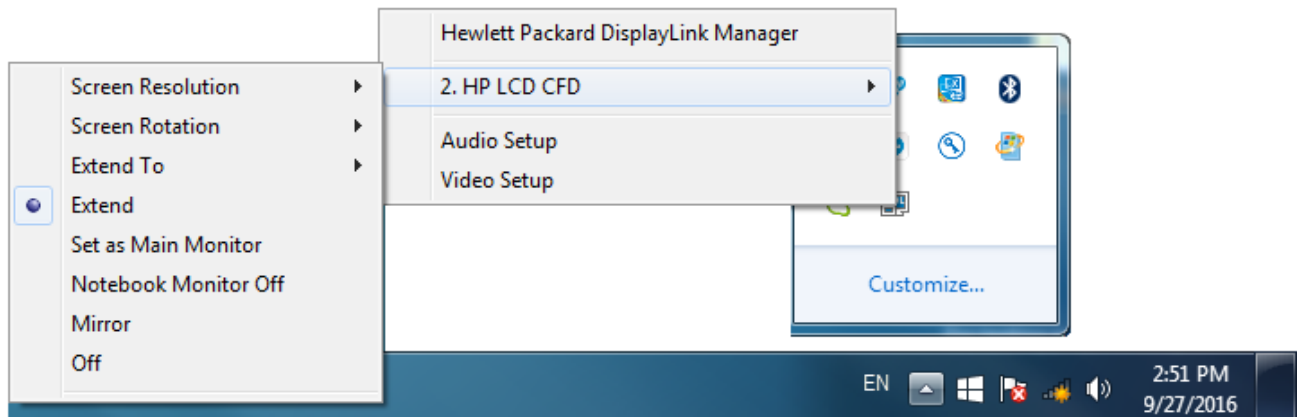 Hewlett Packard DisplayLink Manager
2. HP LCD CFD
Audio Setup
Video Setup
Screen Resolution
Screen Rotation
Extend To
Extend
Set as Main Monitor
Notebook Monitor Off
Mirror
Off
Customize...
EN
2:51 PM
9/27/2016